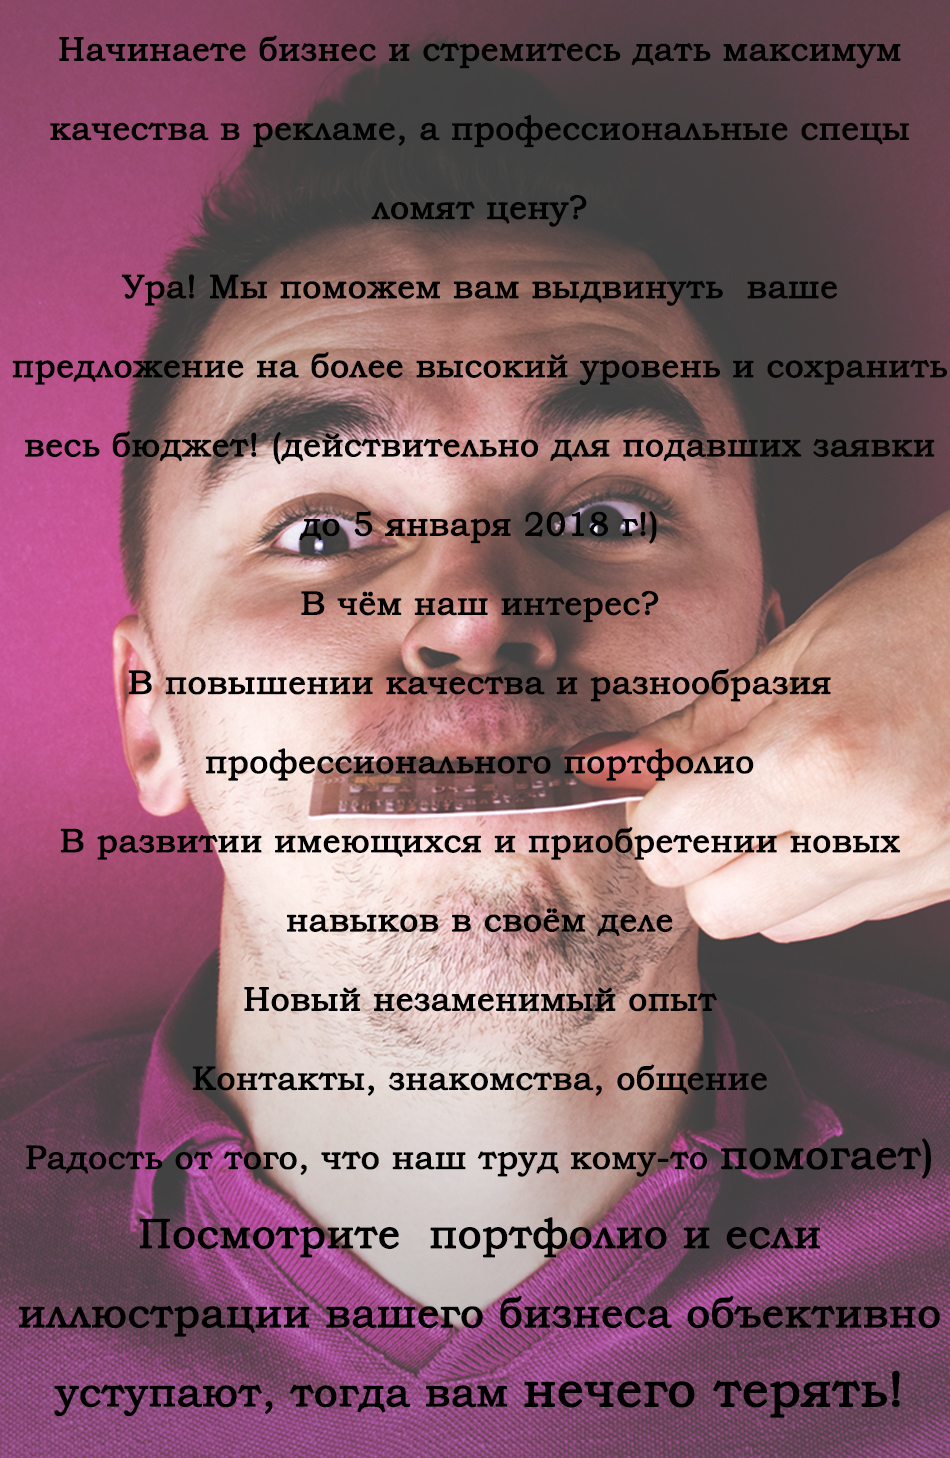 Начинаете бизнес и стремитесь дать максимум
качества в рекламе, а профессиональные спецы
ломят цену?
Ура! Мы поможем вам выдвинуть  ваше
предложение на более высокий уровень и сохранить
весь бюджет! (действительно для подавших заявки
до 5 января 2018 г!)
В чём наш интерес?
В повышении качества и разнообразия
профессионального портфолио
В развитии имеющихся и приобретении новых
навыков в своём деле
Новый незаменимый опыт
Контакты, знакомства, общение
Радость от того, что наш труд кому-то помогает)
Посмотрите  портфолио и если
иллюстрации вашего бизнеса объективно
уступают, тогда вам нечего терять!